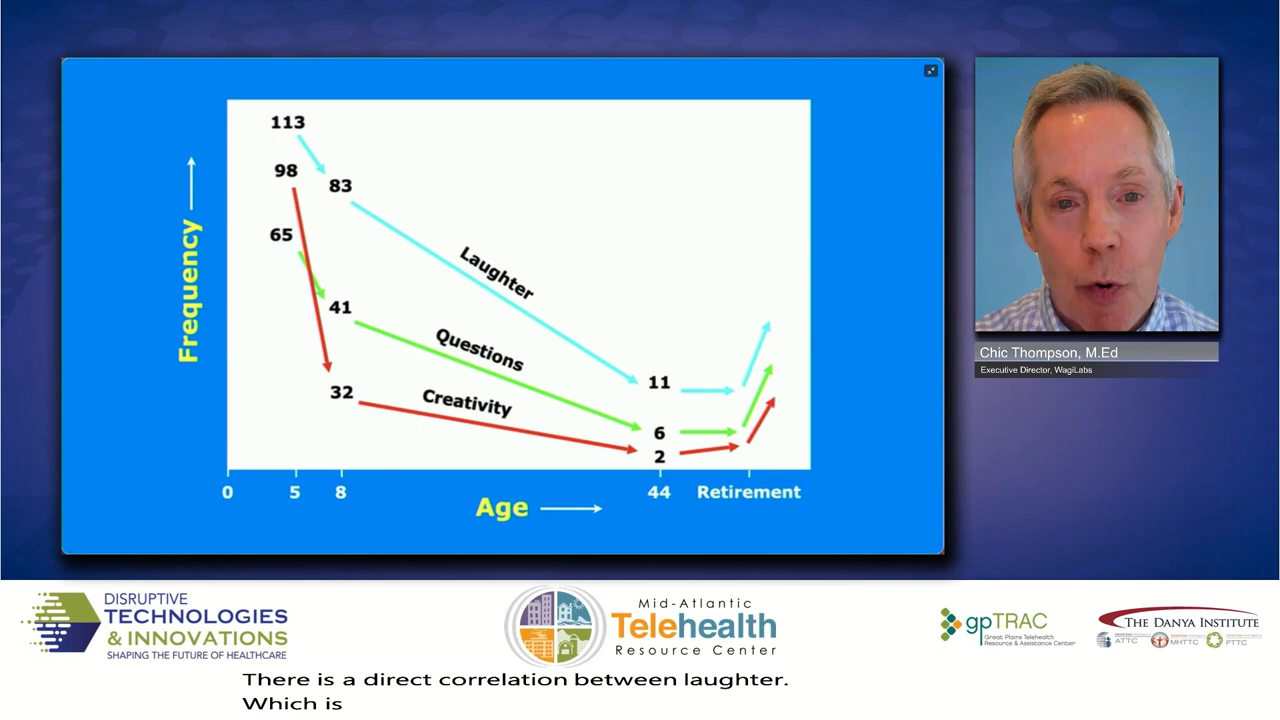 113
98
83
65
41
32
Laughter
Questions
Creativity
11
6
2
Frequency
0
5
8
44
Retirement
Age
Chic Thompson, M.Ed
Executive Director, WagiLabs
DISRUPTIVE
TECHNOLOGIES
& INNOVATIONS
SHAPING THE FUTURE OF HEALTHCARE
Mid-Atlantic
Telehealth
Resource Center
gpTRAC
Great Plains Telehealth
Resource & Assistance Center
THE DANYA INSTITUTE
ATTC
MHTTC
PTTC
There is a direct correlation between laughter.
Which is